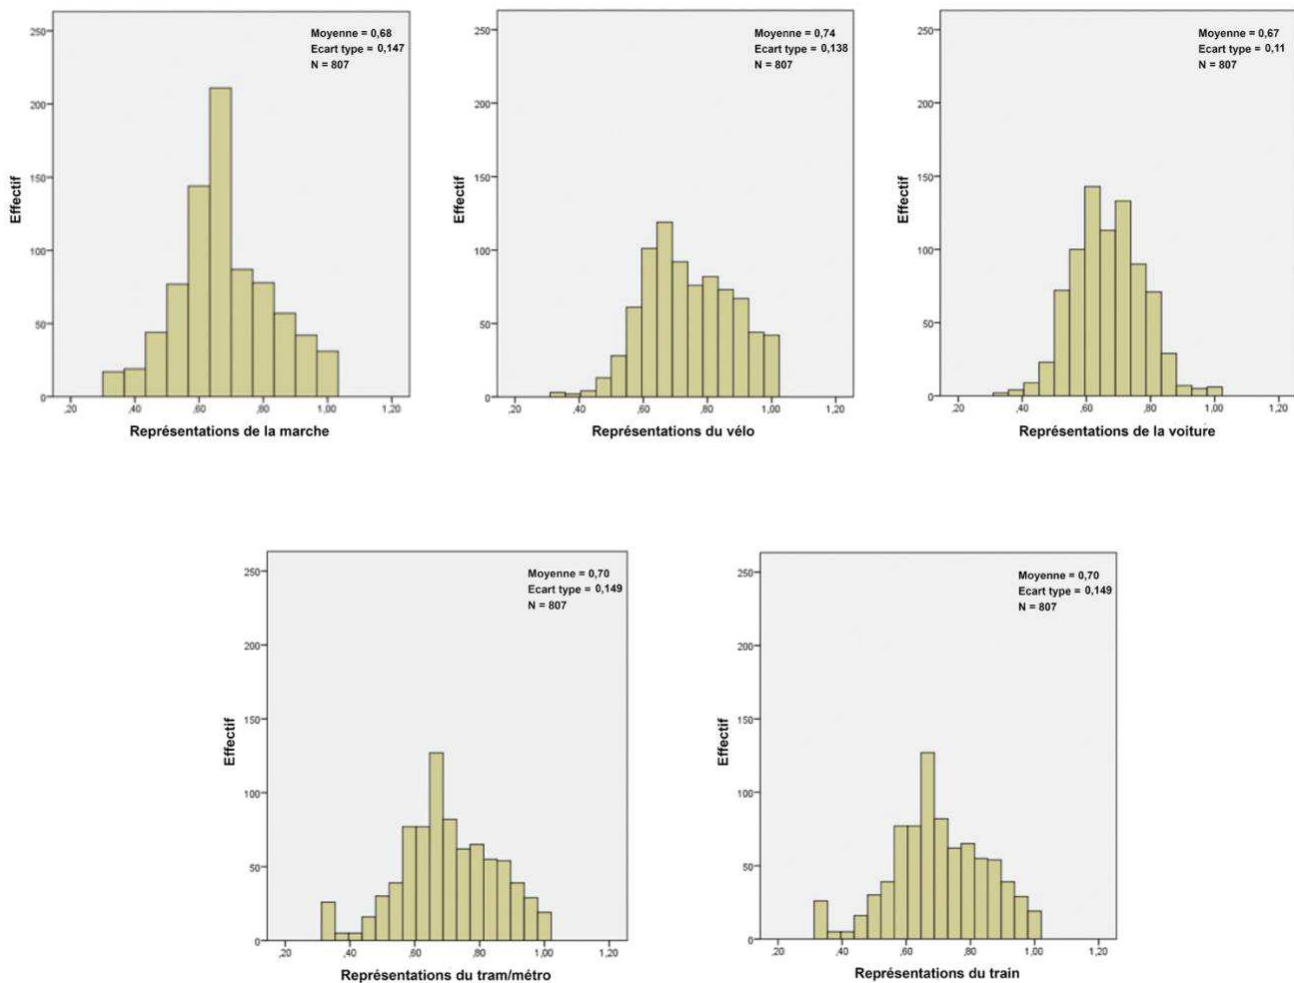 Moyenne = 0,68
Ecart type = 0,147
N = 807
250
200
150
100
50
0
Effectif
,20 ,40 ,60 ,80 1,00 1,20
Représentations de la marche
Moyenne = 0,74
Ecart type = 0,138
N = 807
250
200
150
100
50
0
Effectif
,20 ,40 ,60 ,80 1,00 1,20
Représentations du vélo
Moyenne = 0,67
Ecart type = 0,11
N = 807
250
200
150
100
50
0
Effectif
,20 ,40 ,60 ,80 1,00 1,20
Représentations de la voiture
Moyenne = 0,70
Ecart type = 0,149
N = 807
250
200
150
100
50
0
Effectif
,20 ,40 ,60 ,80 1,00 1,20
Représentations du tram/métro
Moyenne = 0,70
Ecart type = 0,149
N = 807
250
200
150
100
50
0
Effectif
,20 ,40 ,60 ,80 1,00 1,20
Représentations du train